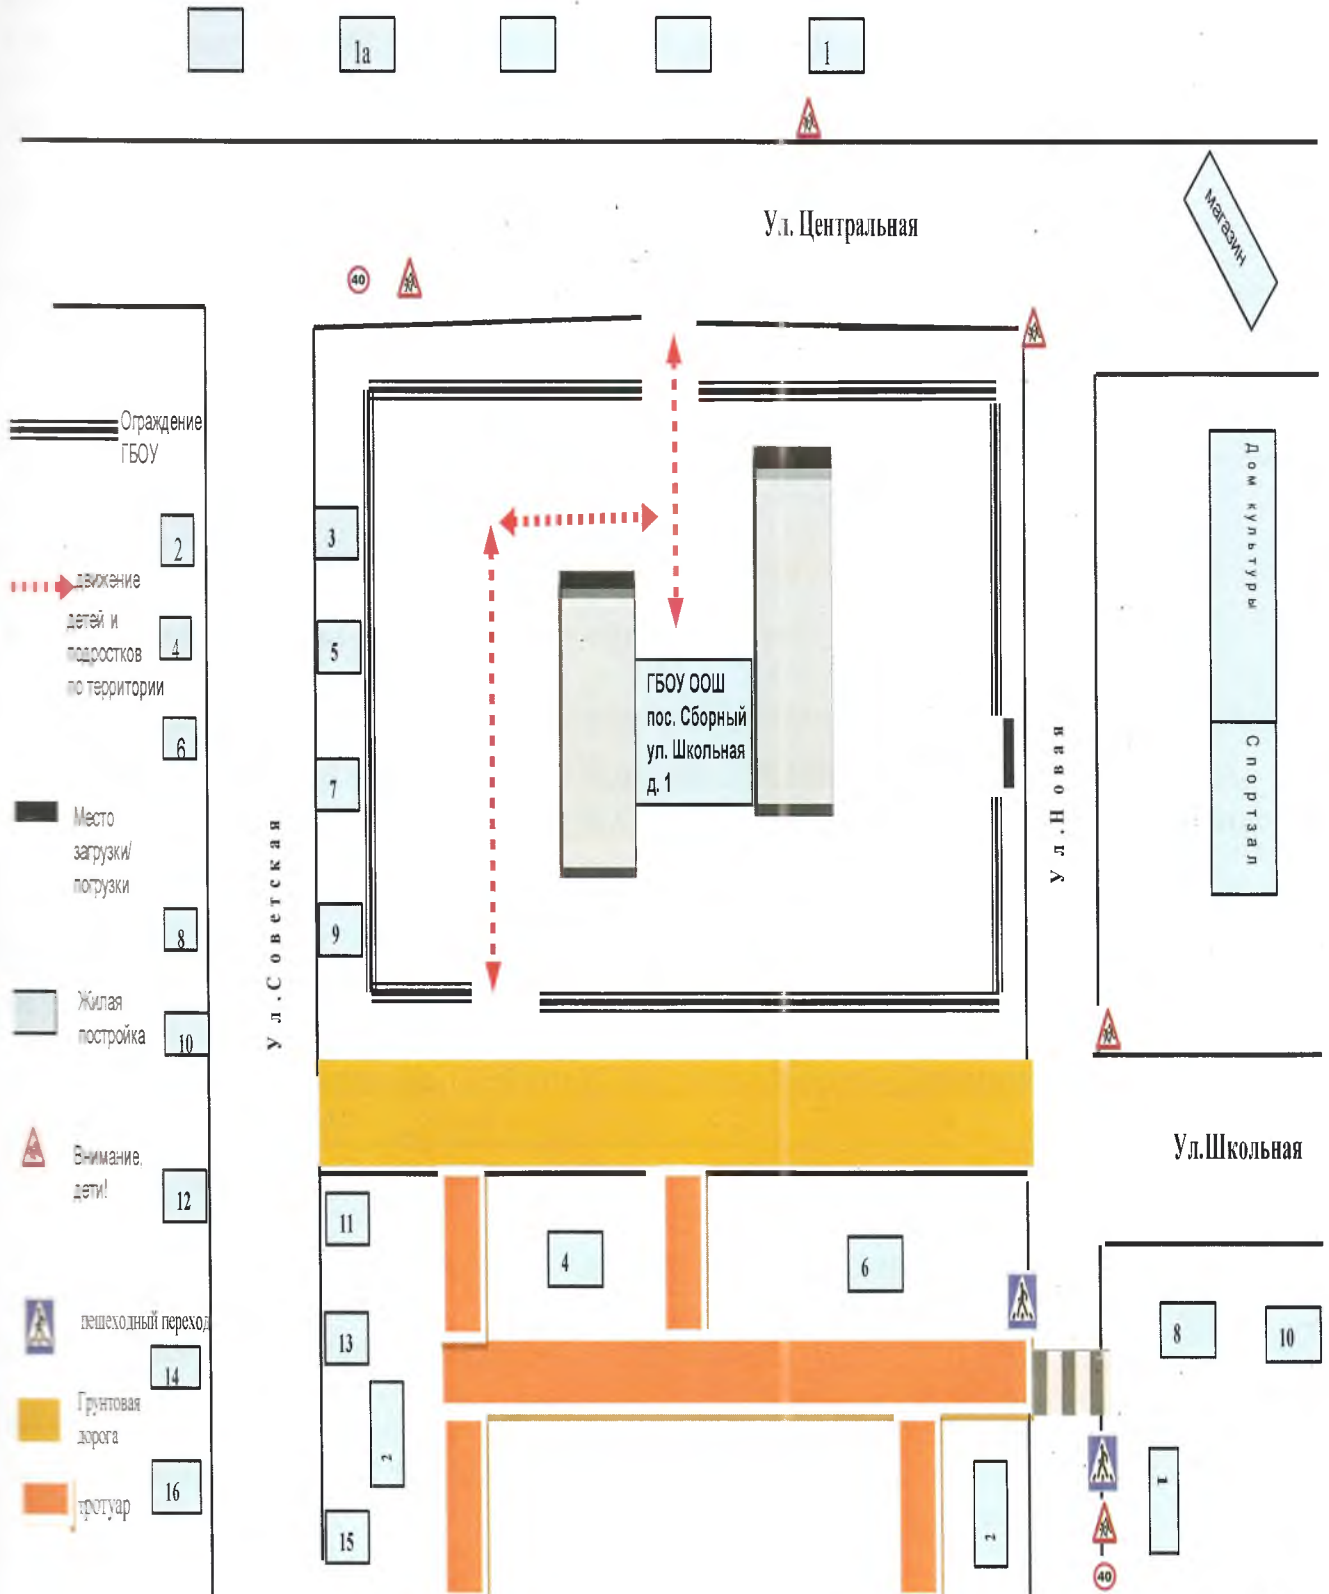 1а
1
Ул. Центральная
магазин
40
Ограждение
ГБОУ
движение
детей и
подростков
по территории
Место
загрузки/
погрузки
Жилая
постройка
Внимание,
дети!
пешеходный переход
Грунтовая
дорога
тротуар
2
4
6
8
10
12
14
16
Ул.Советская
3
5
7
9
11
13
2
15
ГБОУ ООШ
пос. Сборный
ул. Школьная
д. 1
Ул.Новая
Дом культуры
Спортзал
Ул.Школьная
4
6
8
10
2
1
40